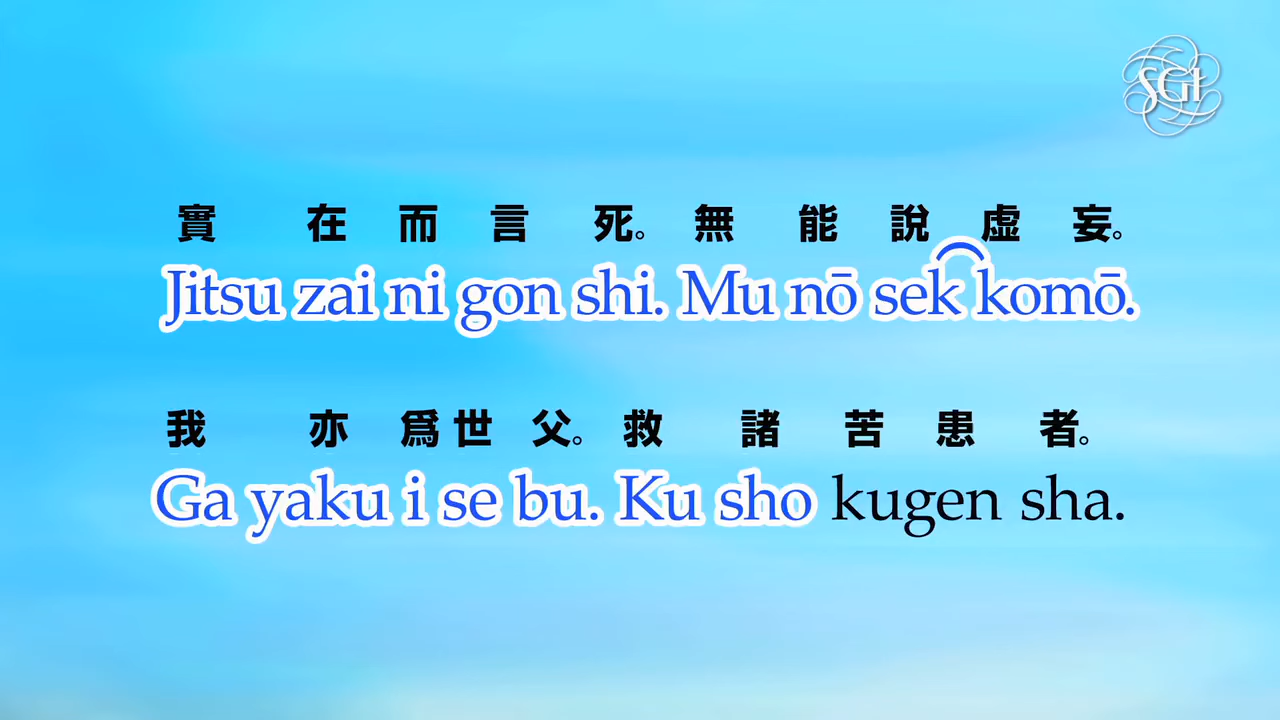 SGI
實在而言死。無能說虚妄。
Jitsu zai ni gon shi. Mu nō sek komō.
我亦爲世父。救諸苦患者。
Ga yaku i se bu. Ku sho kugen sha.